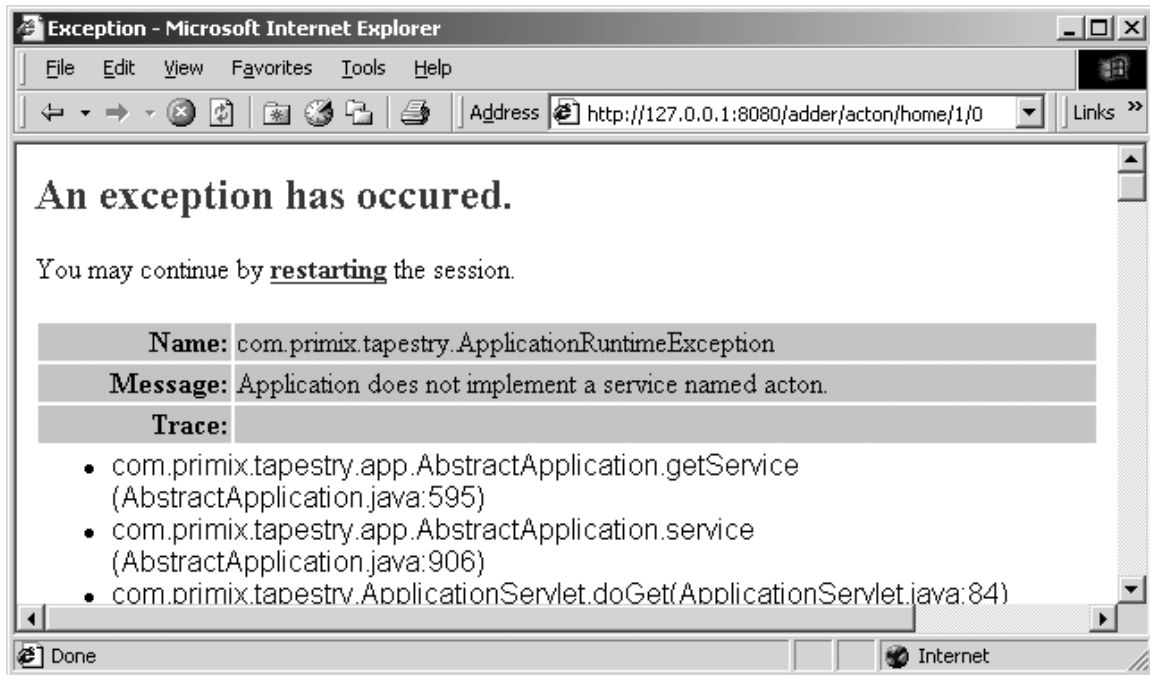 Exception - Microsoft Internet Explorer
File Edit View Favorites Tools Help
Address http://127.0.0.1:8080/adder/acton/home/1/0 Links »
An exception has occured.
You may continue by restarting the session.
Name: com.primix.tapestry.ApplicationRuntimeException
Message: Application does not implement a service named acton.
Trace:
• com.primix.tapestry.app.AbstractApplication.getService
(AbstractApplication.java:595)
• com.primix.tapestry.app.AbstractApplication.service
(AbstractApplication.java:906)
• com.primix.tapestry.ApplicationServlet.doGet(ApplicationServlet.java:84)
Done Internet